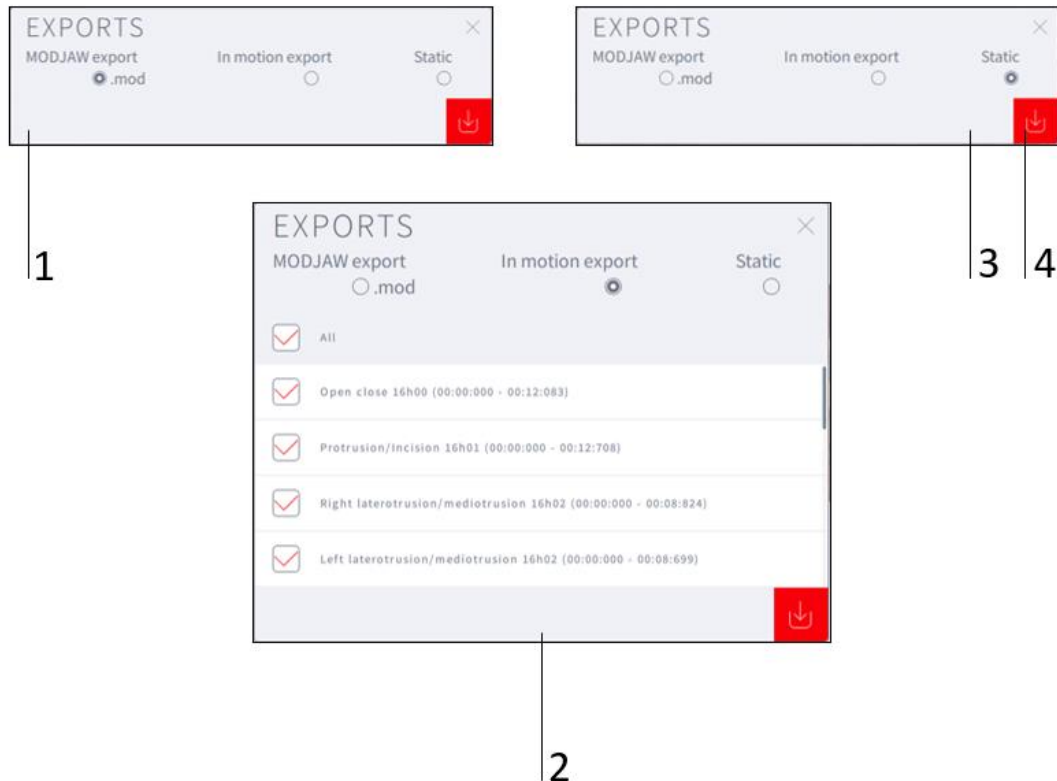 EXPORTS
MODJAW export In motion export Static
.mod
1
EXPORTS
MODJAW export In motion export Static
.mod
3 4
EXPORTS
MODJAW export In motion export Static
.mod
All
Open close 16h00 (00:00:000 - 00:12:083)
Protrusion/Incision 16h01 (00:00:000 - 00:12:708)
Right laterotrusion/mediotrusion 16h02 (00:00:000 - 00:08:824)
Left laterotrusion/mediotrusion 16h02 (00:00:000 - 00:08:699)
2